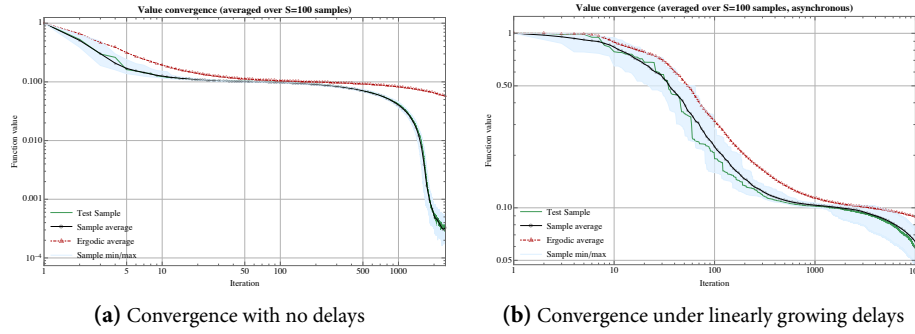 Value convergence (averaged over S=100 samples)
1
0.100
0.010
0.001
10⁻⁴
Function value
Test Sample
Sample average
Ergodic average
Sample min/max
1 5 10 50 100 500 1000
Iteration
(a) Convergence with no delays
Value convergence (averaged over S=100 samples, asynchronous)
1
0.50
0.10
0.05
Function value
Test Sample
Sample average
Ergodic average
Sample min/max
1 10 100 1000 10
Iteration
(b) Convergence under linearly growing delays